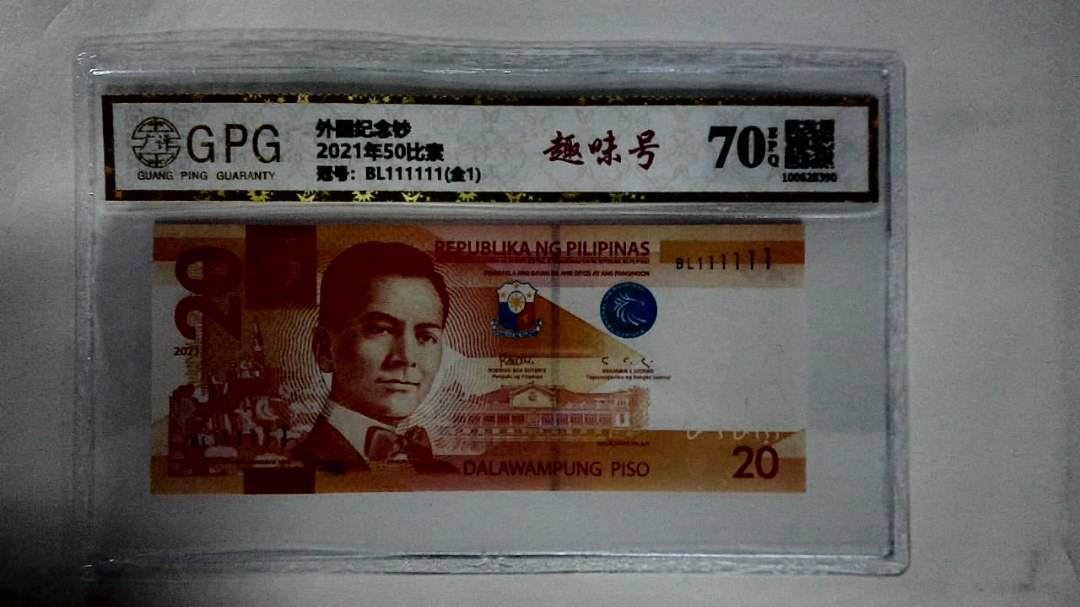 GPG
GUANG PING GUARANTY
外國纪念钞
2021年50比索
冠号: BL111111(全1)
趣味号
70 EPQ
100628390
REPUBLIKA NG PILIPINAS
BL111111
20
2021
DALAWAMPUNG PISO
20